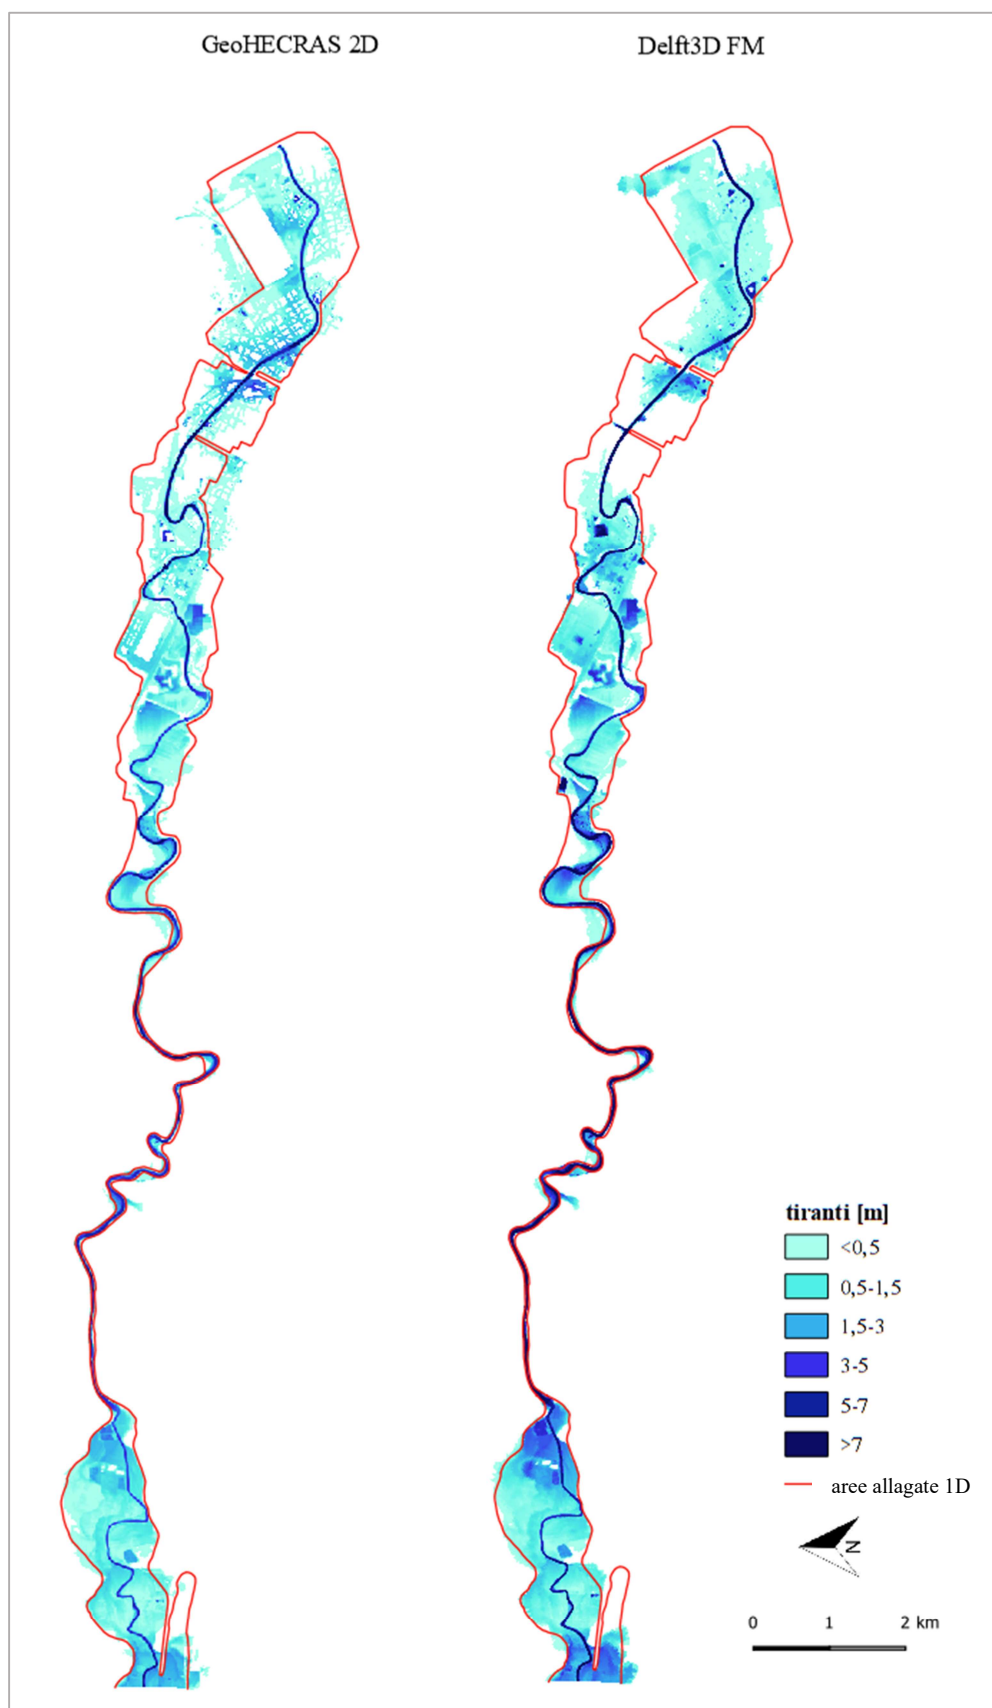 GeoHECRAS 2D
Delft3D FM
tiranti [m]
<0,5
0,5-1,5
1,5-3
3-5
5-7
>7
aree allagate 1D
N
0 1 2 km